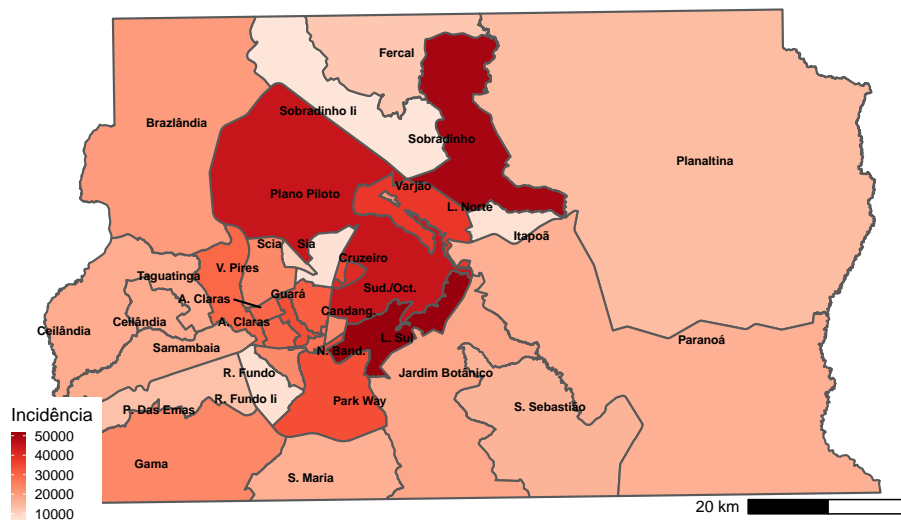 Fercal
Sobradinho Ii
Brazlândia
Sobradinho
Planaltina
Varjão
Plano Piloto
L. Norte
Itapoã
Scia
Sia
Cruzeiro
V. Pires
Taguatinga
Guará
Sud./Oct.
A. Claras
Candang.
A. Claras
Ceilândia
Ceilândia
L. Sul
Paranoá
Samambaia
N. Band.
R. Fundo
Jardim Botânico
R. Fundo Ii
Park Way
P. Das Emas
S. Sebastião
Gama
S. Maria
Incidência
50000
40000
30000
20000
10000
20 km